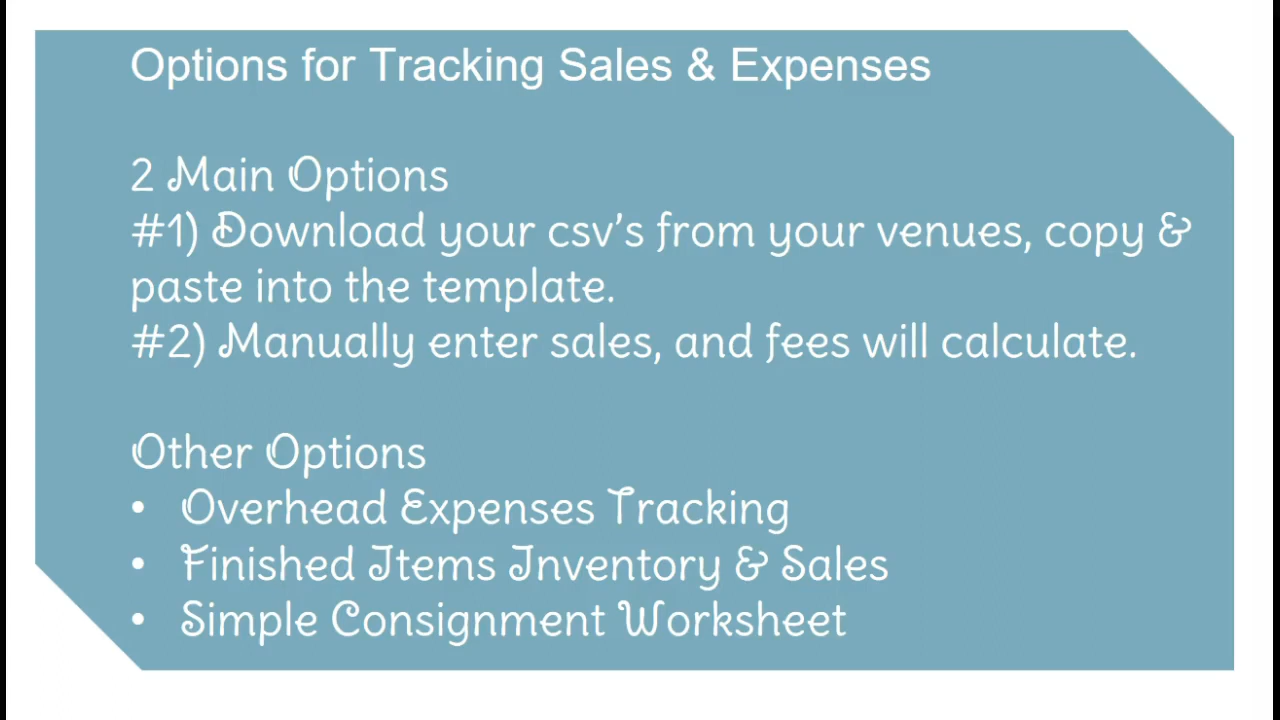 Options for Tracking Sales & Expenses
2 Main Options
#1) Download your csv’s from your venues, copy &
paste into the template.
#2) Manually enter sales, and fees will calculate.
Other Options
• Overhead Expenses Tracking
• Finished Items Inventory & Sales
• Simple Consignment Worksheet